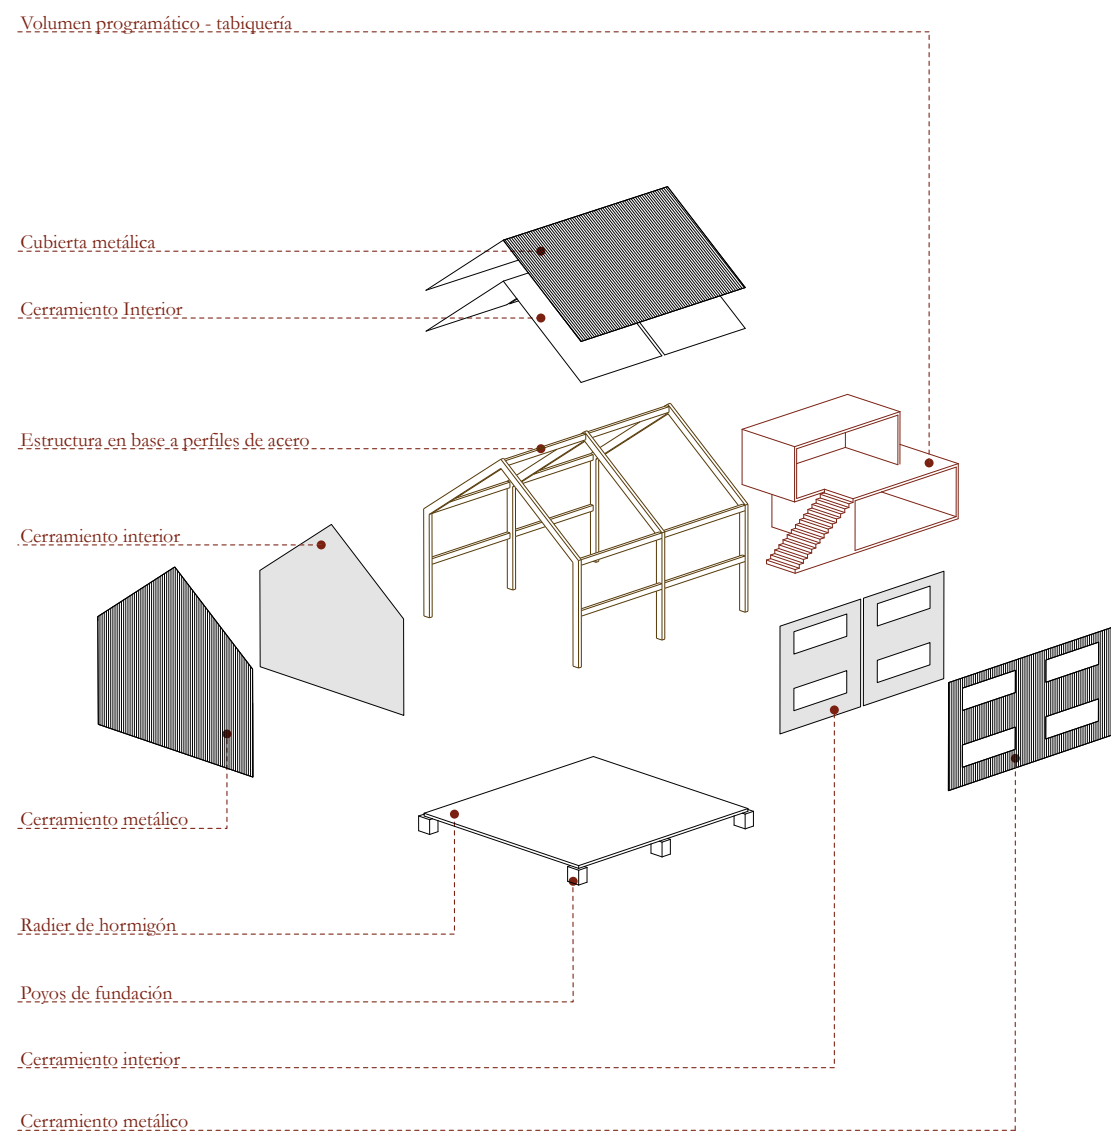 Volumen programático - tabiquería
Cubierta metálica
Cerramiento Interior
Estructura en base a perfiles de acero
Cerramiento interior
Cerramiento metálico
Radier de hormigón
Poyos de fundación
Cerramiento interior
Cerramiento metálico